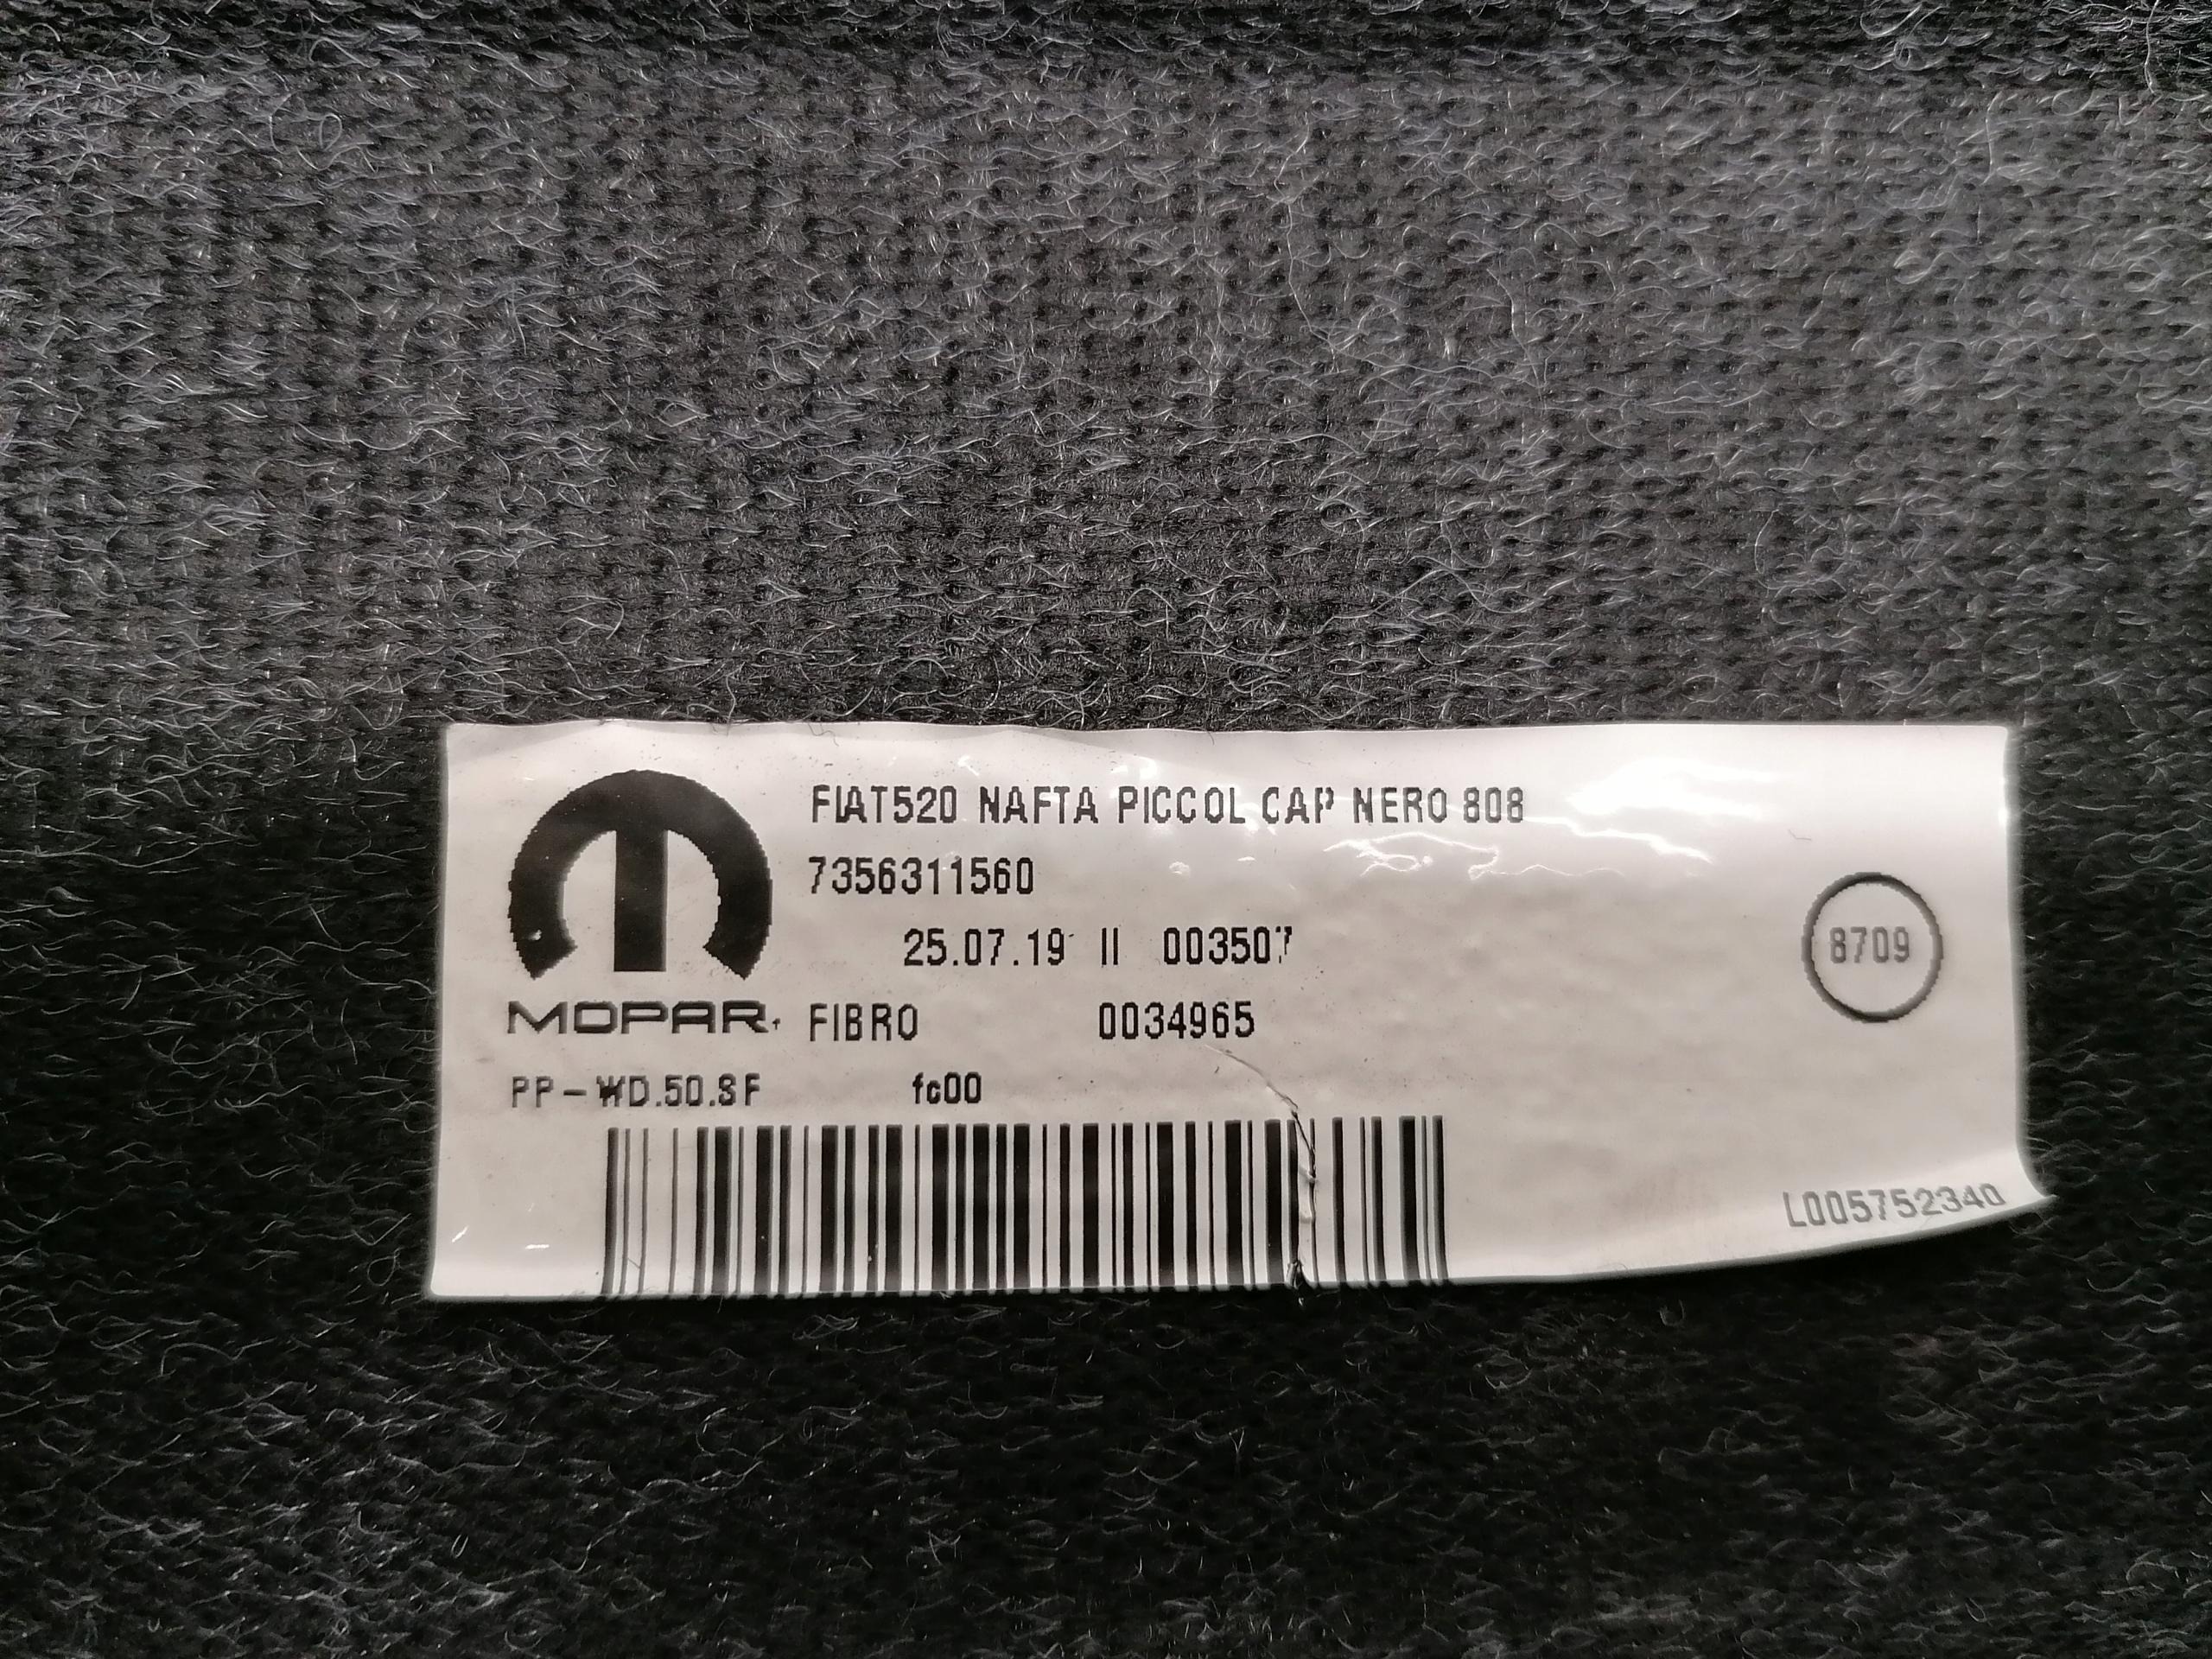 FIAT520 NAFTA PICCOL CAP NERO 808
7356311560
25.07.19 II 003507
8709
MOPAR
FIBRO 0034965
PP-WD.50.SF fc00
L005752340